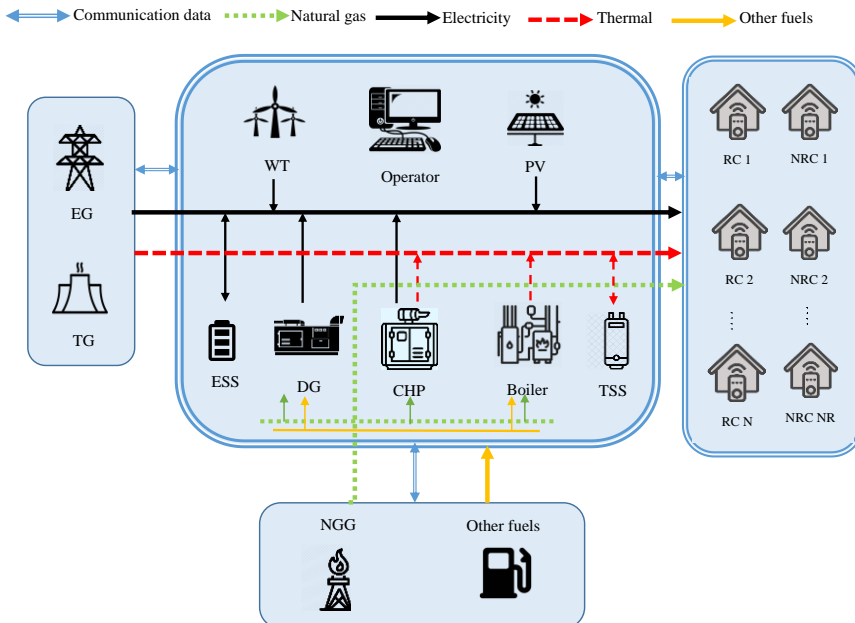 Communication data
Natural gas
Electricity
Thermal
Other fuels
WT
Operator
PV
EG
TG
ESS
DG
CHP
Boiler
TSS
RC 1
NRC 1
RC 2
NRC 2
RC N
NRC NR
NGG
Other fuels